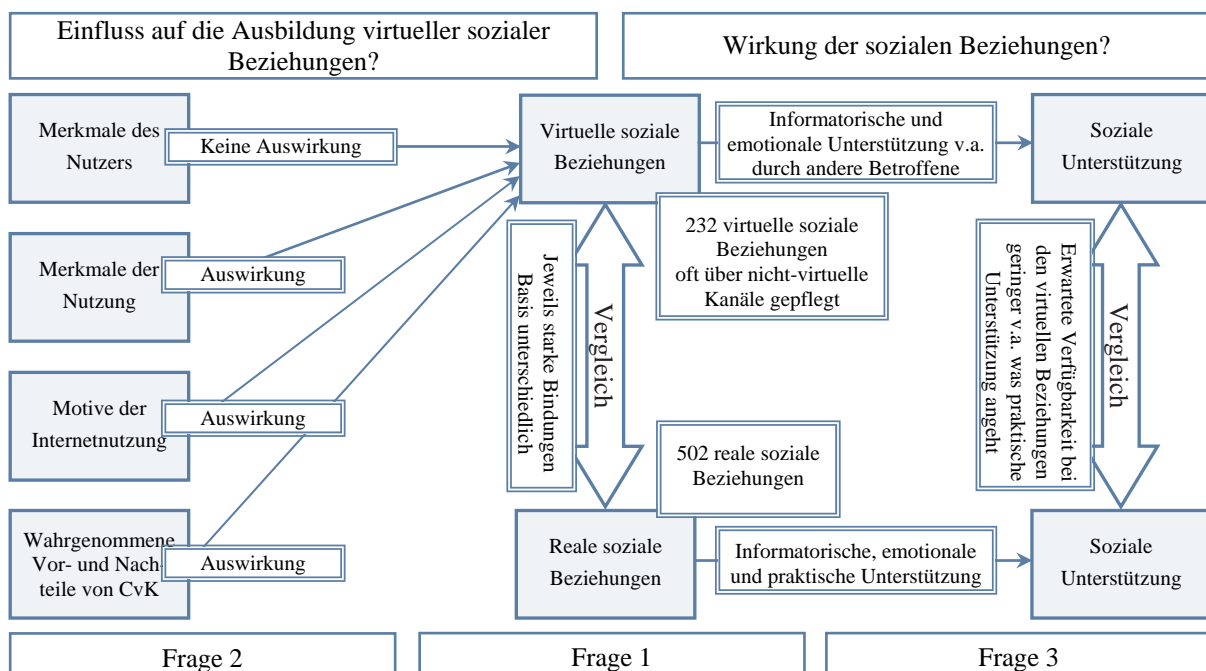 Einfluss auf die Ausbildung virtueller sozialer
Beziehungen?
Wirkung der sozialen Beziehungen?
Merkmale des
Nutzers
Keine Auswirkung
Virtuelle soziale
Beziehungen
Informatorische und
emotionale Unterstützung v.a.
durch andere Betroffene
Soziale
Unterstützung
Merkmale der
Nutzung
Auswirkung
232 virtuelle soziale
Beziehungen
oft über nicht-virtuelle
Kanäle gepflegt
Jeweils starke Bindungen
Basis unterschiedlich
Vergleich
Erwartete Verfügbarkeit bei
den virtuellen Beziehungen
geringer v.a. was praktische
Unterstützung angeht
Vergleich
Motive der
Internetnutzung
Auswirkung
502 reale soziale
Beziehungen
Wahrgenommene
Vor- und Nach-
teile von CvK
Auswirkung
Reale soziale
Beziehungen
Informatorische, emotionale
und praktische Unterstützung
Soziale
Unterstützung
Frage 2
Frage 1
Frage 3